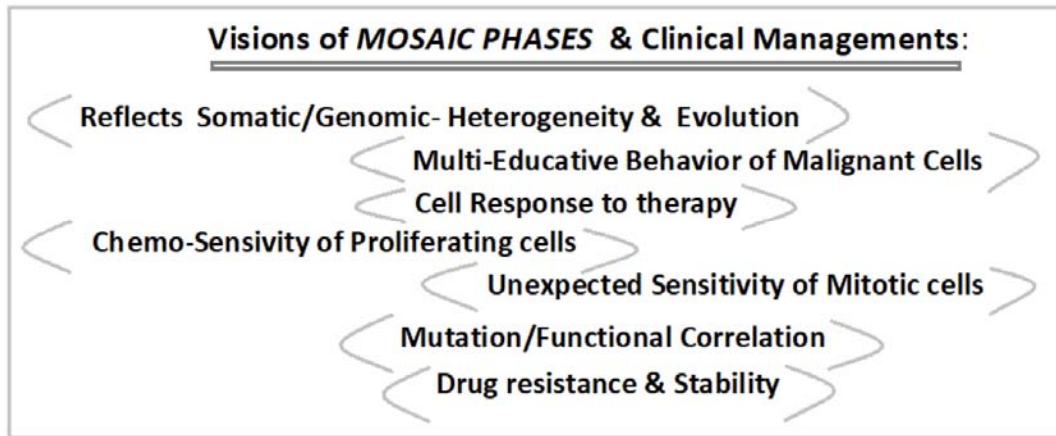 Visions of MOSAIC PHASES & Clinical Managements:
Reflects Somatic/Genomic- Heterogeneity & Evolution
Multi-Educative Behavior of Malignant Cells
Cell Response to therapy
Chemo-Sensivity of Proliferating cells
Unexpected Sensitivity of Mitotic cells
Mutation/Functional Correlation
Drug resistance & Stability